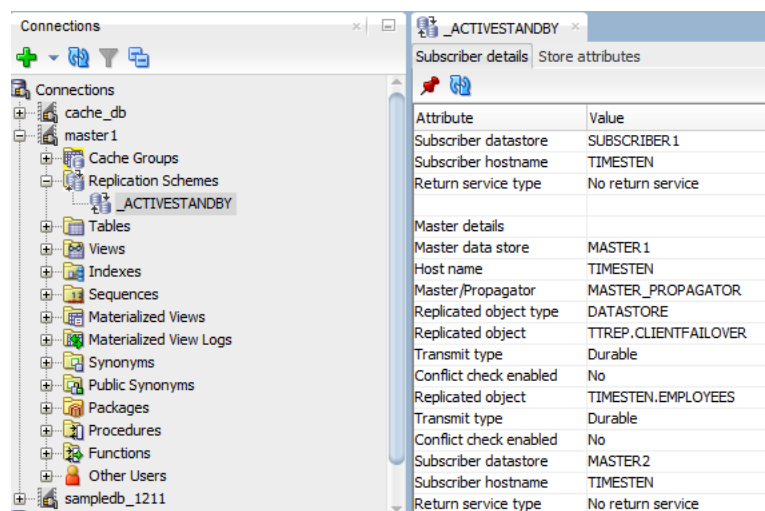 Connections
Connections
cache_db
master1
Cache Groups
Replication Schemes
_ACTIVESTANDBY
Tables
Views
Indexes
Sequences
Materialized Views
Materialized View Logs
Synonyms
Public Synonyms
Packages
Procedures
Functions
Other Users
sampledb_1211
_ACTIVESTANDBY
Subscriber details Store attributes
Attribute Value
Subscriber datastore SUBSCRIBER1
Subscriber hostname TIMESTEN
Return service type No return service
Master details
Master data store MASTER1
Host name TIMESTEN
Master/Propagator MASTER_PROPAGATOR
Replicated object type DATASTORE
Replicated object TTREP.CLIENTFAILOVER
Transmit type Durable
Conflict check enabled No
Replicated object TIMESTEN.EMPLOYEES
Transmit type Durable
Conflict check enabled No
Subscriber datastore MASTER2
Subscriber hostname TIMESTEN
Return service type No return service